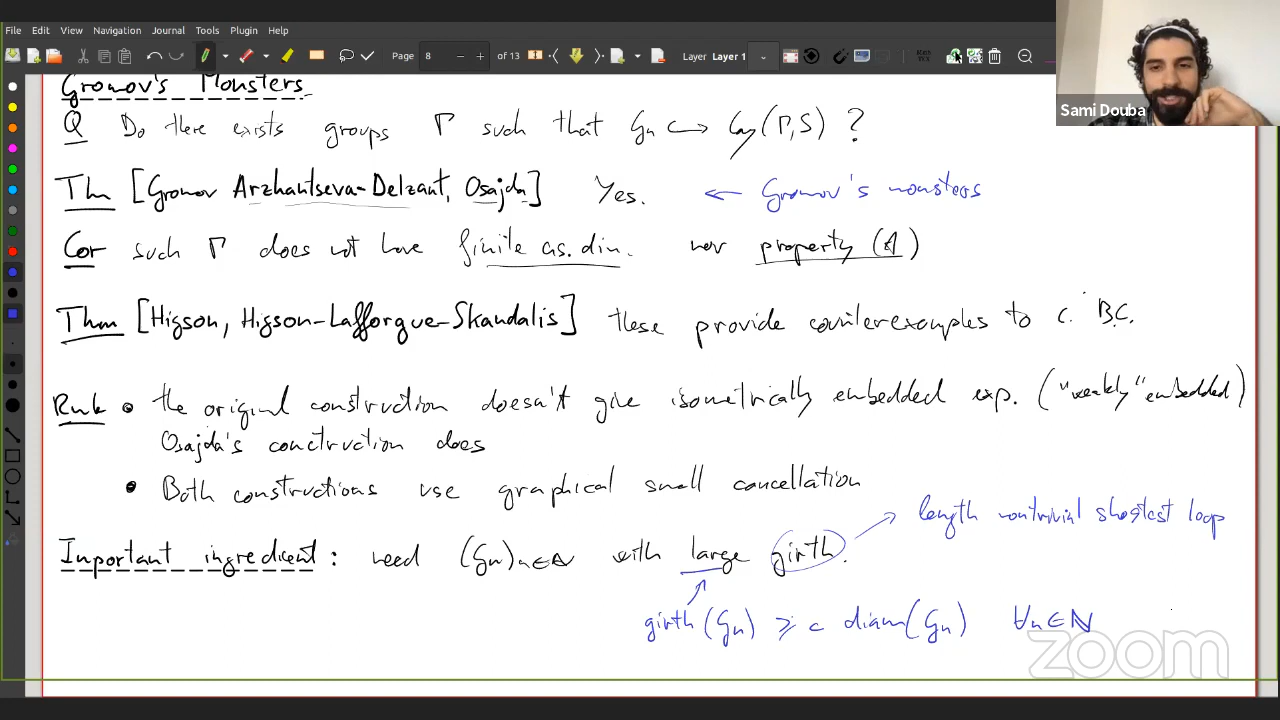 File Edit View Navigation Journal Tools Plugin Help
Page 8 of 13 Layer Layer 1
Sami Douba
Gromov's Monsters
Q Do there exists groups Γ such that Gn ↪ Cay(Γ,S) ?
Thm [Gromov Arzhantseva-Delzant, Osajda] Yes. ← Gromov's monsters
Cor such Γ does not have finite as. dim. nor property (A)
Thm [Higson, Higson-Lafforgue-Skandalis] these provide counterexamples to c. B.C.
Rmk • the original construction doesn't give isometrically embedded exp. ("weakly" embedded)
Osajda's construction does
• Both constructions use graphical small cancellation
length nontrivial shortest loop
Important ingredient : need (Gn)n∈ℕ with large girth.
girth(Gn) ≥ c diam(Gn) ∀n∈ℕ
zoom